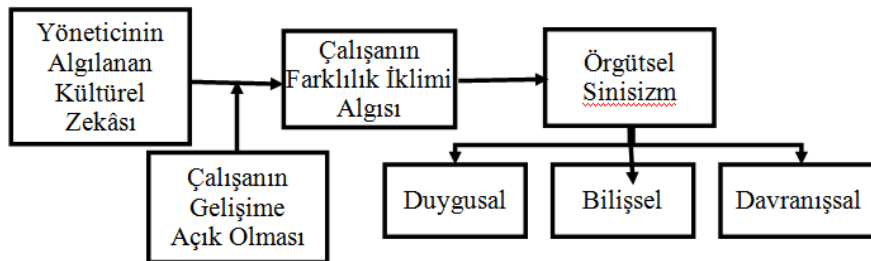 Yöneticinin
Algılanan
Kültürel
Zekâsı
Çalışanın
Farklılık İklimi
Algısı
Örgütsel
Sinisizm
Çalışanın
Gelişime
Açık Olması
Duygusal
Bilişsel
Davranışsal